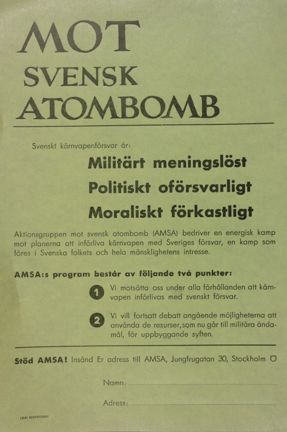 MOT
SVENSK
ATOMBOMB
Svenskt kärnvapenförsvar är:
Militärt meningslöst
Politiskt oförsvarligt
Moraliskt förkastligt
Aktionsgruppen mot svensk atombomb (AMSA) bedriver en energisk kamp
mot planerna att införliva kärnvapen med Sveriges försvar, en kamp som
föres i Svenska folkets och hela mänsklighetens intresse.
AMSA:s program består av följande två punkter:
1 Vi motsätta oss under alla förhållanden att kärn-
vapen införlivas med svenskt försvar.
2 Vi vill fortsatt debatt angående möjligheterna att
använda de resurser, som nu går till militära ända-
mål, för uppbyggande syften.
Stöd AMSA! Insänd Er adress till AMSA, Jungfrugatan 30, Stockholm Ö
Namn:
Adress: